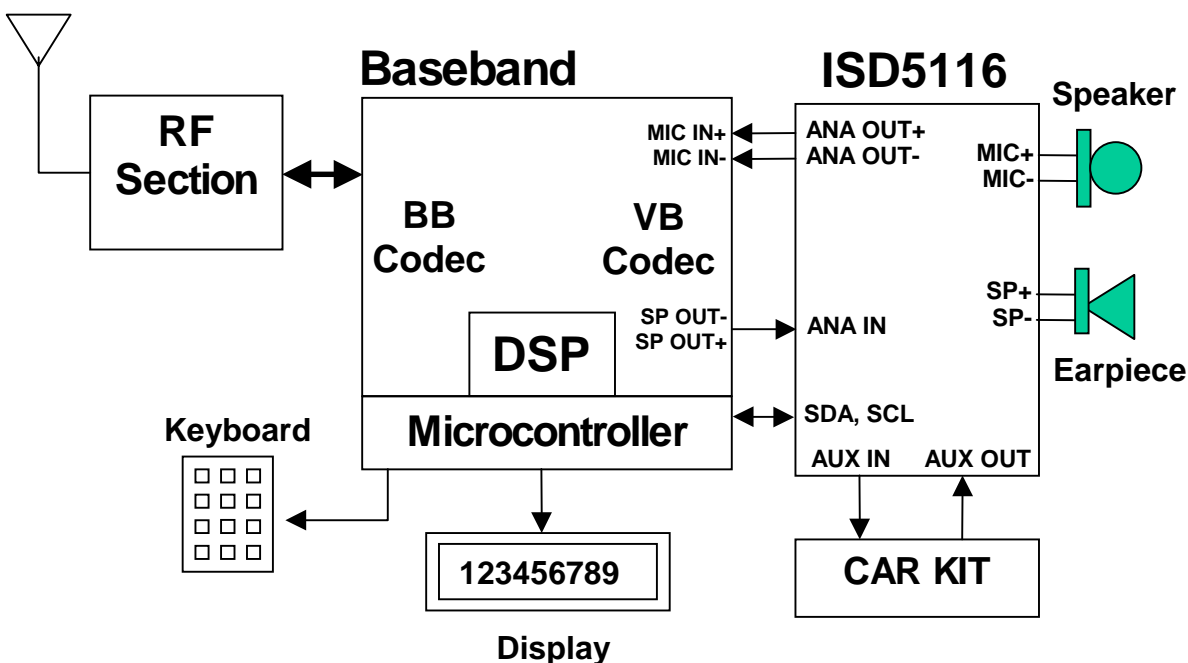 Baseband
ISD5116
Speaker
RF
Section
MIC IN+
MIC IN-
ANA OUT+
ANA OUT-
MIC+
MIC-
BB
Codec
VB
Codec
SP OUT-
SP OUT+
ANA IN
SP+
SP-
Earpiece
DSP
Microcontroller
SDA, SCL
AUX IN
AUX OUT
Keyboard
CAR KIT
123456789
Display